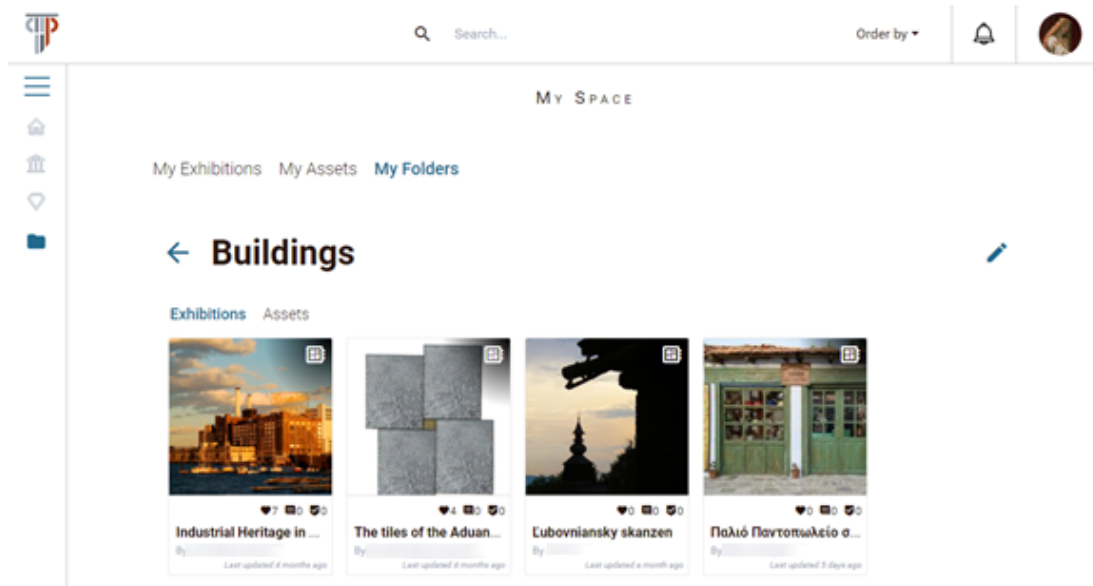 Search...
Order by
My Space
My Exhibitions My Assets My Folders
Buildings
Exhibitions Assets
7 0 0
4 0 0
0 0 0
0 0 0
Industrial Heritage in ...
The tiles of the Aduan...
Ľubovniansky skanzen
Παλιό Παντοπωλείο σ...
By
By
By
By
Last updated 4 months ago
Last updated 4 months ago
Last updated a month ago
Last updated 5 days ago